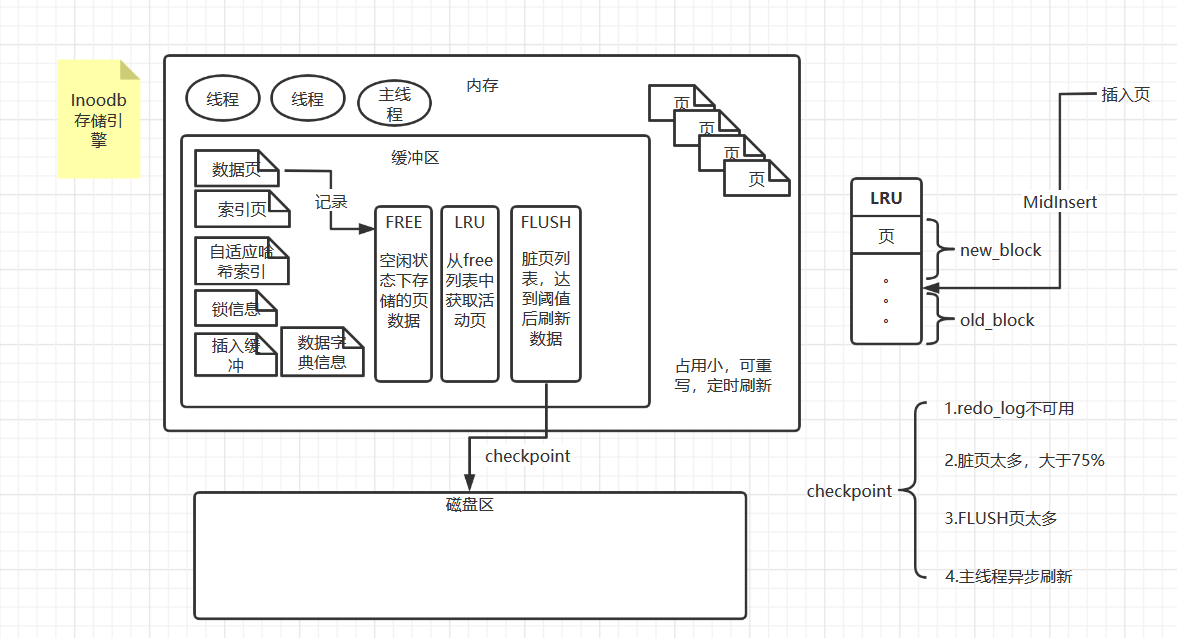 Inoodb
存储引
擎
线程
线程
主线
程
内存
页
页
页
页
缓冲区
数据页
记录
索引页
自适应哈
希索引
锁信息
插入缓
冲
数据字
典信息
FREE
空闲状
态下存
储的页
数据
LRU
从free
列表中
获取活
动页
FLUSH
脏页列
表，达
到阈值
后刷新
数据
占用小，可重
写，定时刷新
checkpoint
磁盘区
插入页
MidInsert
LRU
页
。
。
。
new_block
old_block
checkpoint
1.redo_log不可用
2.脏页太多，大于75%
3.FLUSH页太多
4.主线程异步刷新